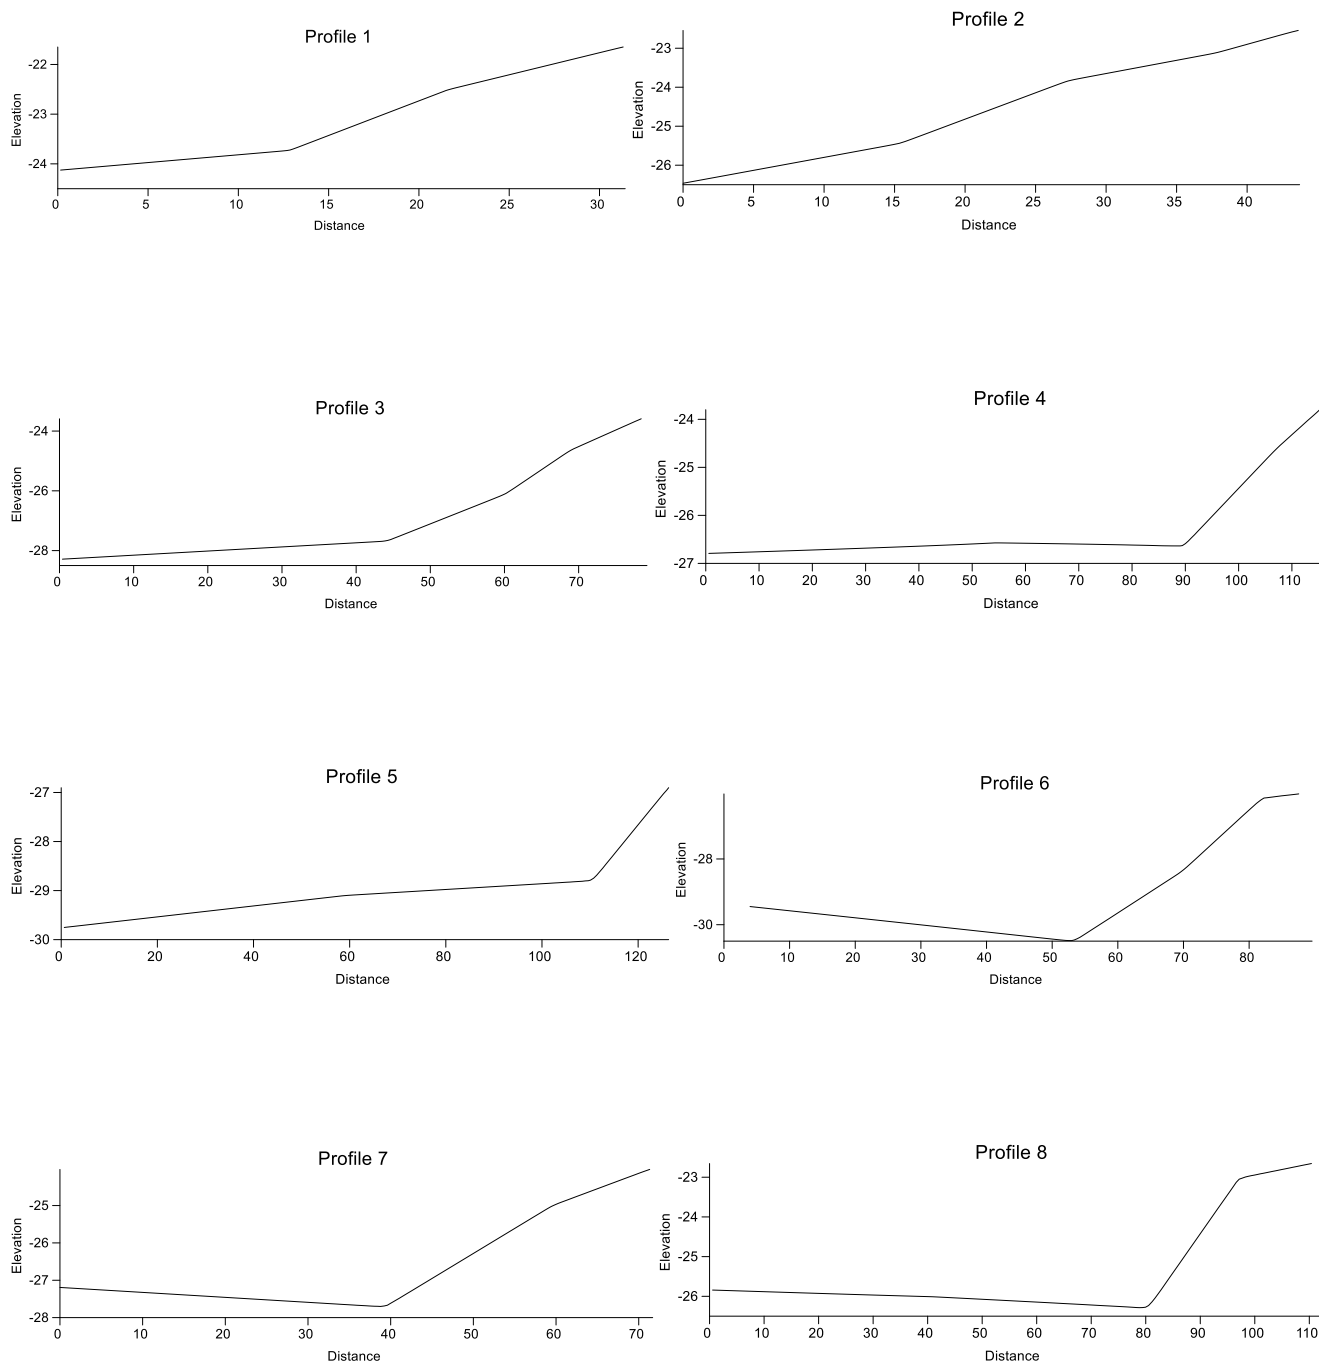 Profile 1
-22
-23
-24
Elevation
0 5 10 15 20 25 30
Distance
Profile 2
-23
-24
-25
-26
Elevation
0 5 10 15 20 25 30 35 40
Distance
Profile 3
-24
-26
-28
Elevation
0 10 20 30 40 50 60 70
Distance
Profile 4
-24
-25
-26
-27
Elevation
0 10 20 30 40 50 60 70 80 90 100 110
Distance
Profile 5
-27
-28
-29
-30
Elevation
0 20 40 60 80 100 120
Distance
Profile 6
-28
-30
Elevation
0 10 20 30 40 50 60 70 80
Distance
Profile 7
-25
-26
-27
-28
Elevation
0 10 20 30 40 50 60 70
Distance
Profile 8
-23
-24
-25
-26
Elevation
0 10 20 30 40 50 60 70 80 90 100 110
Distance